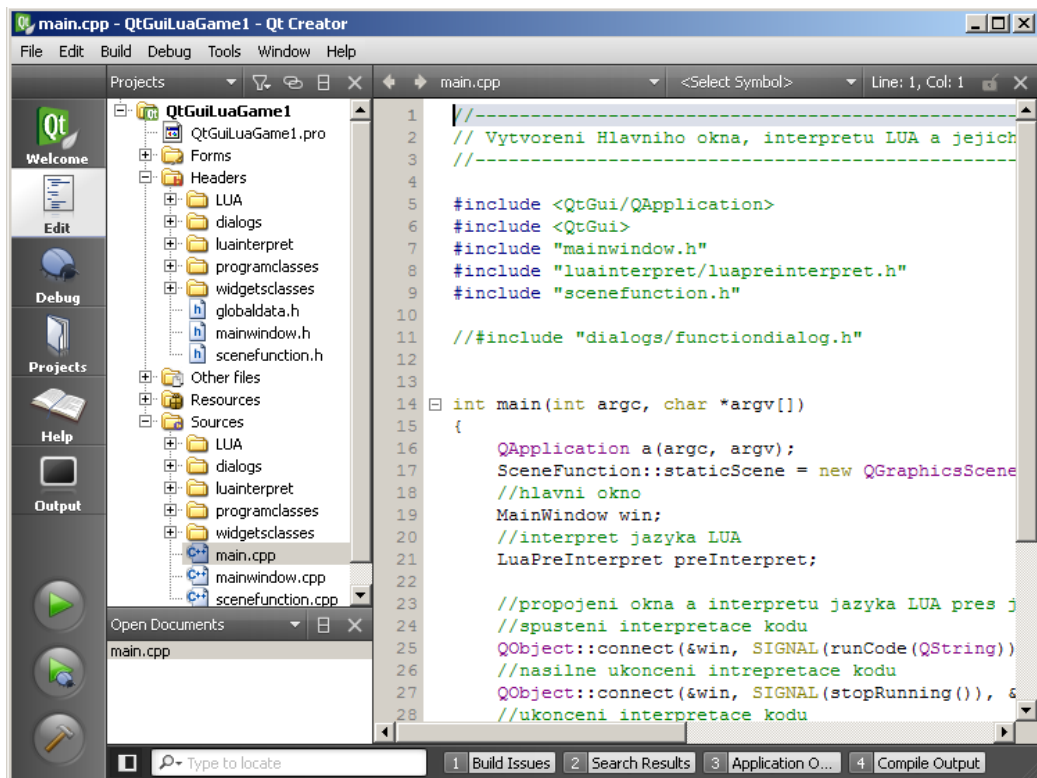 main.cpp - QtGuiLuaGame1 - Qt Creator
File Edit Build Debug Tools Window Help
Projects
main.cpp
<Select Symbol>
Line: 1, Col: 1
Qt
Welcome
Edit
Debug
Projects
Help
Output
QtGuiLuaGame1
QtGuiLuaGame1.pro
Forms
Headers
LUA
dialogs
luainterpret
programclasses
widgetsclasses
globaldata.h
mainwindow.h
scenefunction.h
Other files
Resources
Sources
LUA
dialogs
luainterpret
programclasses
widgetsclasses
main.cpp
mainwindow.cpp
scenefunction.cpp
Open Documents
main.cpp
1 //--------------------------------------------------
2 // Vytvoreni Hlavniho okna, interpretu LUA a jejich
3 //--------------------------------------------------
4
5 #include <QtGui/QApplication>
6 #include <QtGui>
7 #include "mainwindow.h"
8 #include "luainterpret/luapreinterpret.h"
9 #include "scenefunction.h"
10
11 //#include "dialogs/functiondialog.h"
12
13
14 int main(int argc, char *argv[])
15 {
16 QApplication a(argc, argv);
17 SceneFunction::staticScene = new QGraphicsScene
18 //hlavni okno
19 MainWindow win;
20 //interpret jazyka LUA
21 LuaPreInterpret preInterpret;
22
23 //propojeni okna a interpretu jazyka LUA pres j
24 //spusteni interpretace kodu
25 QObject::connect(&win, SIGNAL(runCode(QString))
26 //nasilne ukonceni intrepretace kodu
27 QObject::connect(&win, SIGNAL(stopRunning()), &
28 //ukonceni interpretace kodu
Type to locate
1 Build Issues 2 Search Results 3 Application O... 4 Compile Output